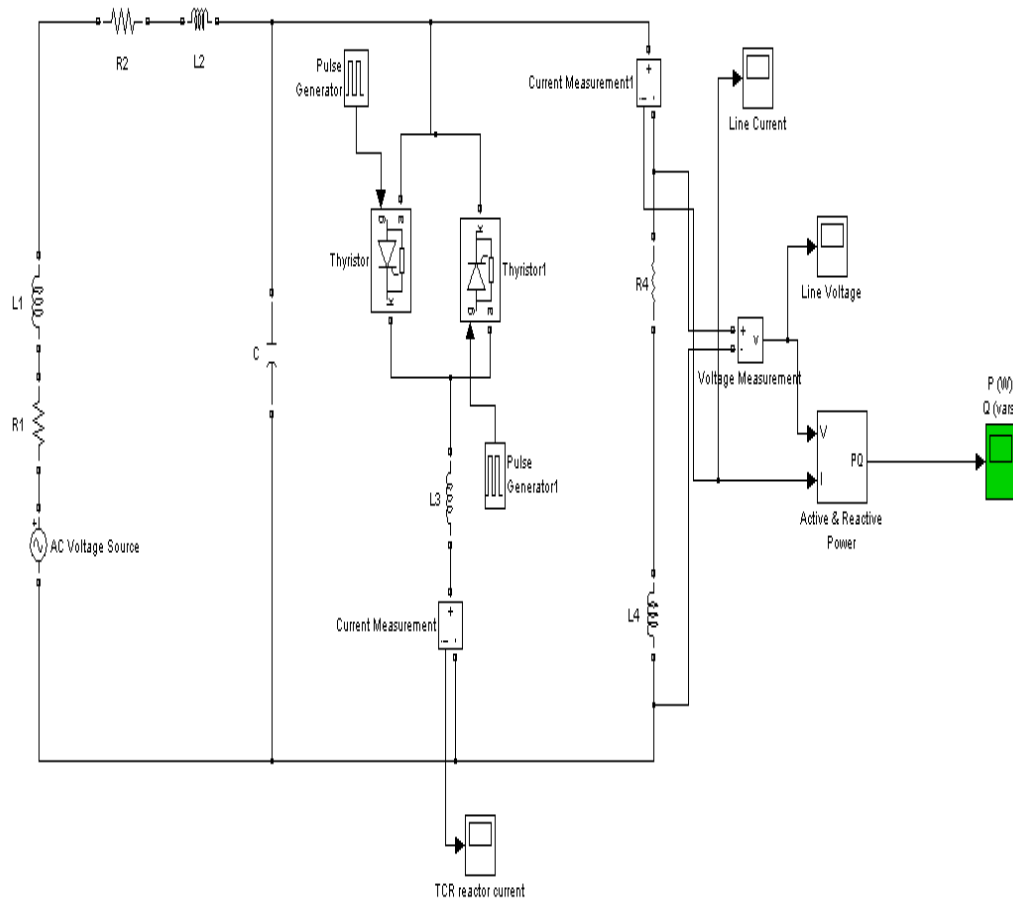 R2
L2
Pulse
Generator
Current Measurement1
+
-
i
Line Current
g
a
Thyristor
k
k
Thyristor1
g
a
L1
R4
Line Voltage
C
+
-
v
Voltage Measurement
R1
P (W)
Q (vars
V
PQ
I
L3
Pulse
Generator1
Active & Reactive
Power
+
AC Voltage Source
Current Measurement
+
-
i
L4
TCR reactor current